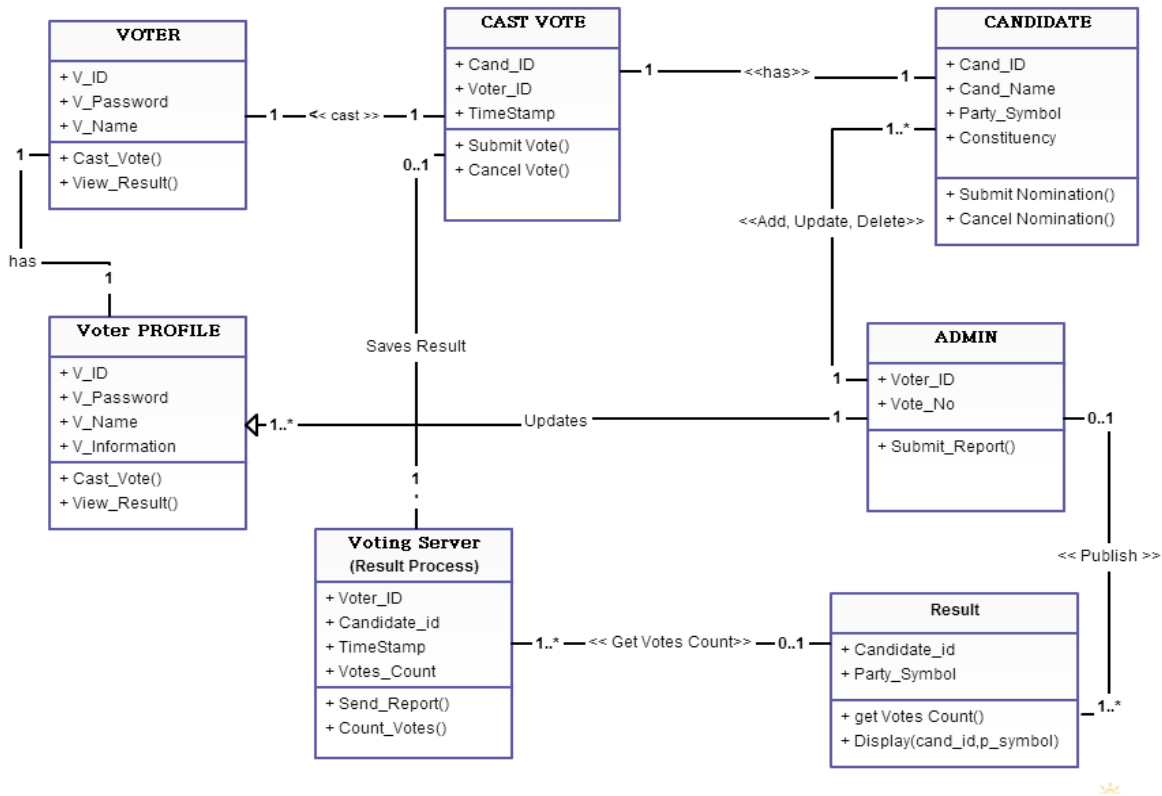 VOTER
+ V_ID
+ V_Password
+ V_Name
+ Cast_Vote()
+ View_Result()
1
<< cast >>
1
CAST VOTE
+ Cand_ID
+ Voter_ID
+ TimeStamp
+ Submit Vote()
+ Cancel Vote()
1
<<has>>
1
CANDIDATE
+ Cand_ID
+ Cand_Name
+ Party_Symbol
+ Constituency
+ Submit Nomination()
+ Cancel Nomination()
1
has
1
0..1
Saves Result
1
1..*
<<Add, Update, Delete>>
1
Voter PROFILE
+ V_ID
+ V_Password
+ V_Name
+ V_Information
+ Cast_Vote()
+ View_Result()
1..*
Updates
1
ADMIN
+ Voter_ID
+ Vote_No
+ Submit_Report()
0..1
<< Publish >>
1..*
Voting Server
(Result Process)
+ Voter_ID
+ Candidate_id
+ TimeStamp
+ Votes_Count
+ Send_Report()
+ Count_Votes()
1..*
<< Get Votes Count>>
0..1
Result
+ Candidate_id
+ Party_Symbol
+ get Votes Count()
+ Display(cand_id,p_symbol)